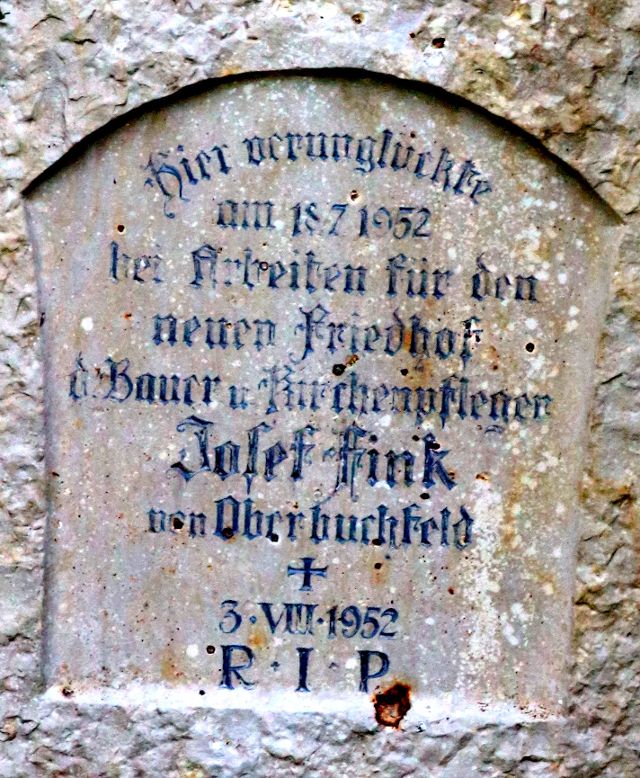 Hier verunglückte
am 18.7.1952
bei Arbeiten für den
neuen Friedhof
d. Bauer u. Kirchenpfleger
Josef Fink
von Oberbuchfeld
✠
3·VIII·1952
R·I·P